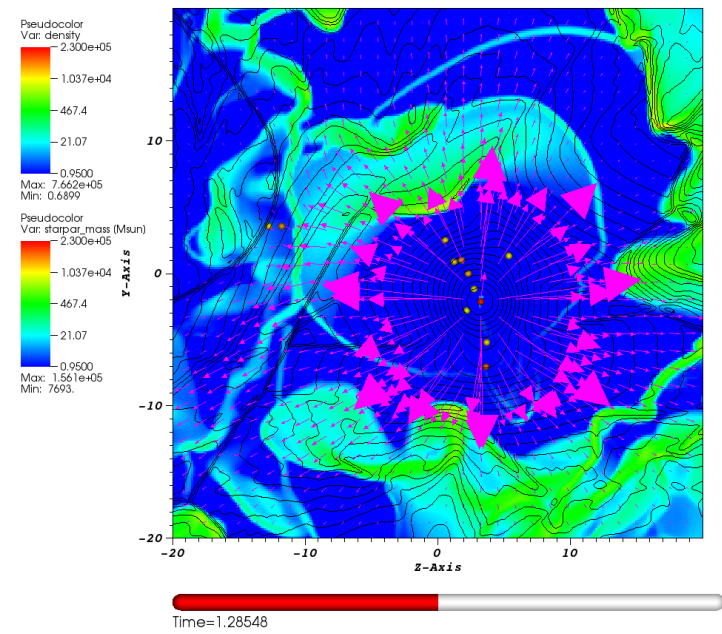 Pseudocolor
Var: density
2.300e+05
1.037e+04
467.4
21.07
0.9500
Max: 7.662e+05
Min: 0.6899
Pseudocolor
Var: starpar_mass (Msun)
2.300e+05
1.037e+04
467.4
21.07
0.9500
Max: 1.561e+05
Min: 7693.
Y-Axis
10
0
-10
-20
-20
-10
0
10
Z-Axis
Time=1.28548